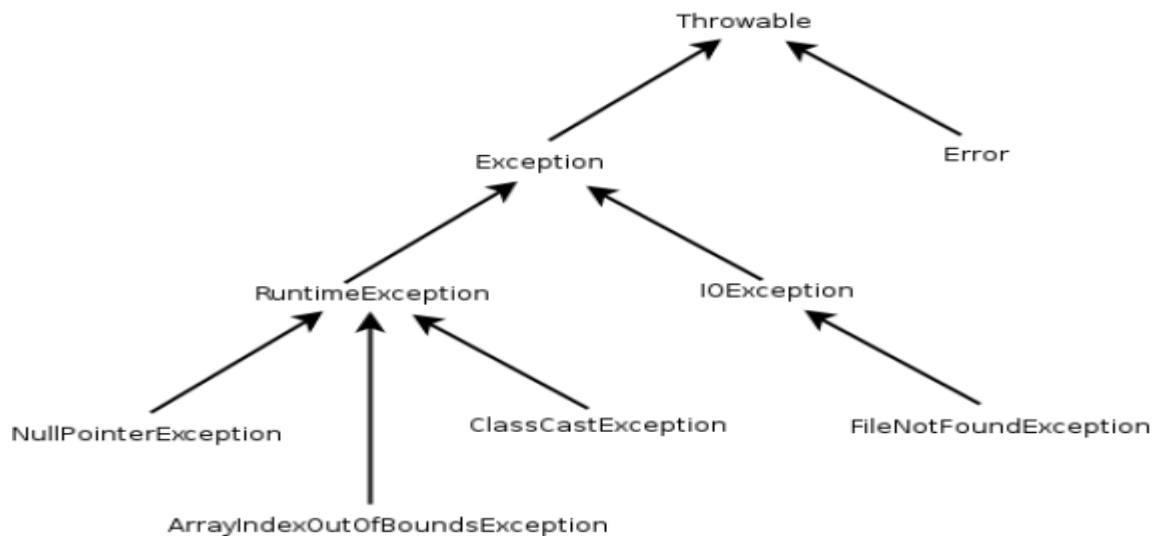 Throwable
Exception
Error
RuntimeException
IOException
NullPointerException
ClassCastException
FileNotFoundException
ArrayIndexOutOfBoundsException